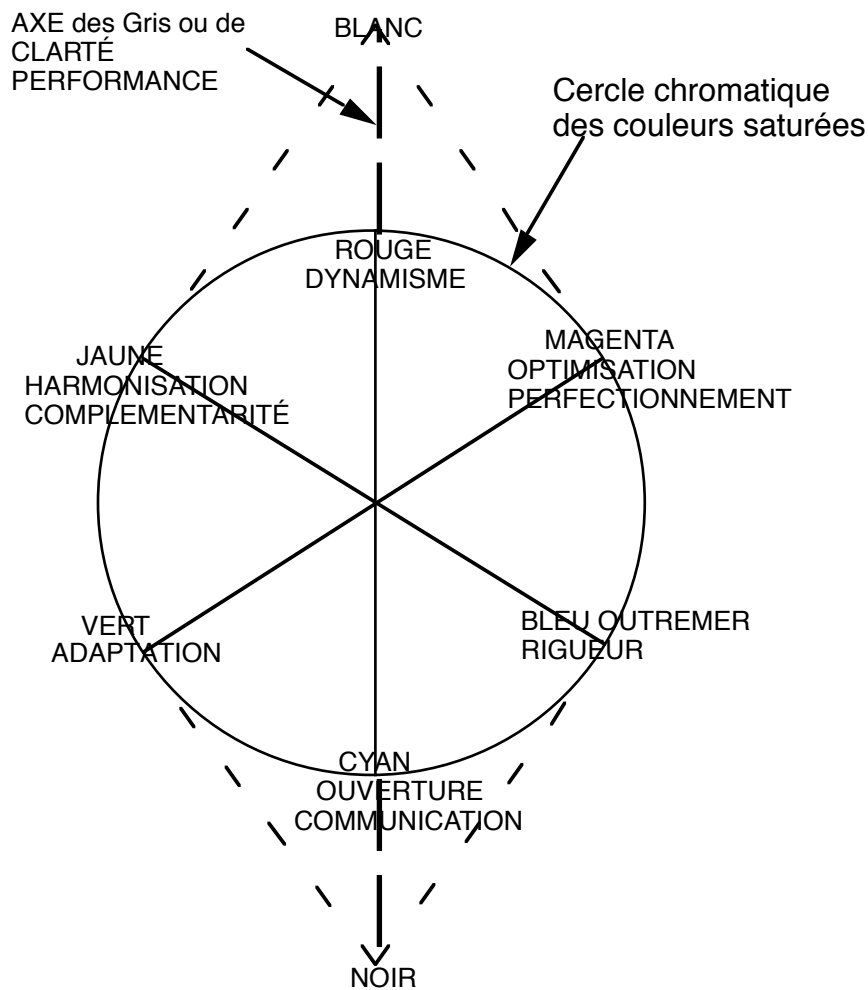 AXE des Gris ou de
CLARTÉ
PERFORMANCE
BLANC
Cercle chromatique
des couleurs saturées
ROUGE
DYNAMISME
JAUNE
HARMONISATION
COMPLEMENTARITÉ
MAGENTA
OPTIMISATION
PERFECTIONNEMENT
VERT
ADAPTATION
BLEU OUTREMER
RIGUEUR
CYAN
OUVERTURE
COMMUNICATION
NOIR